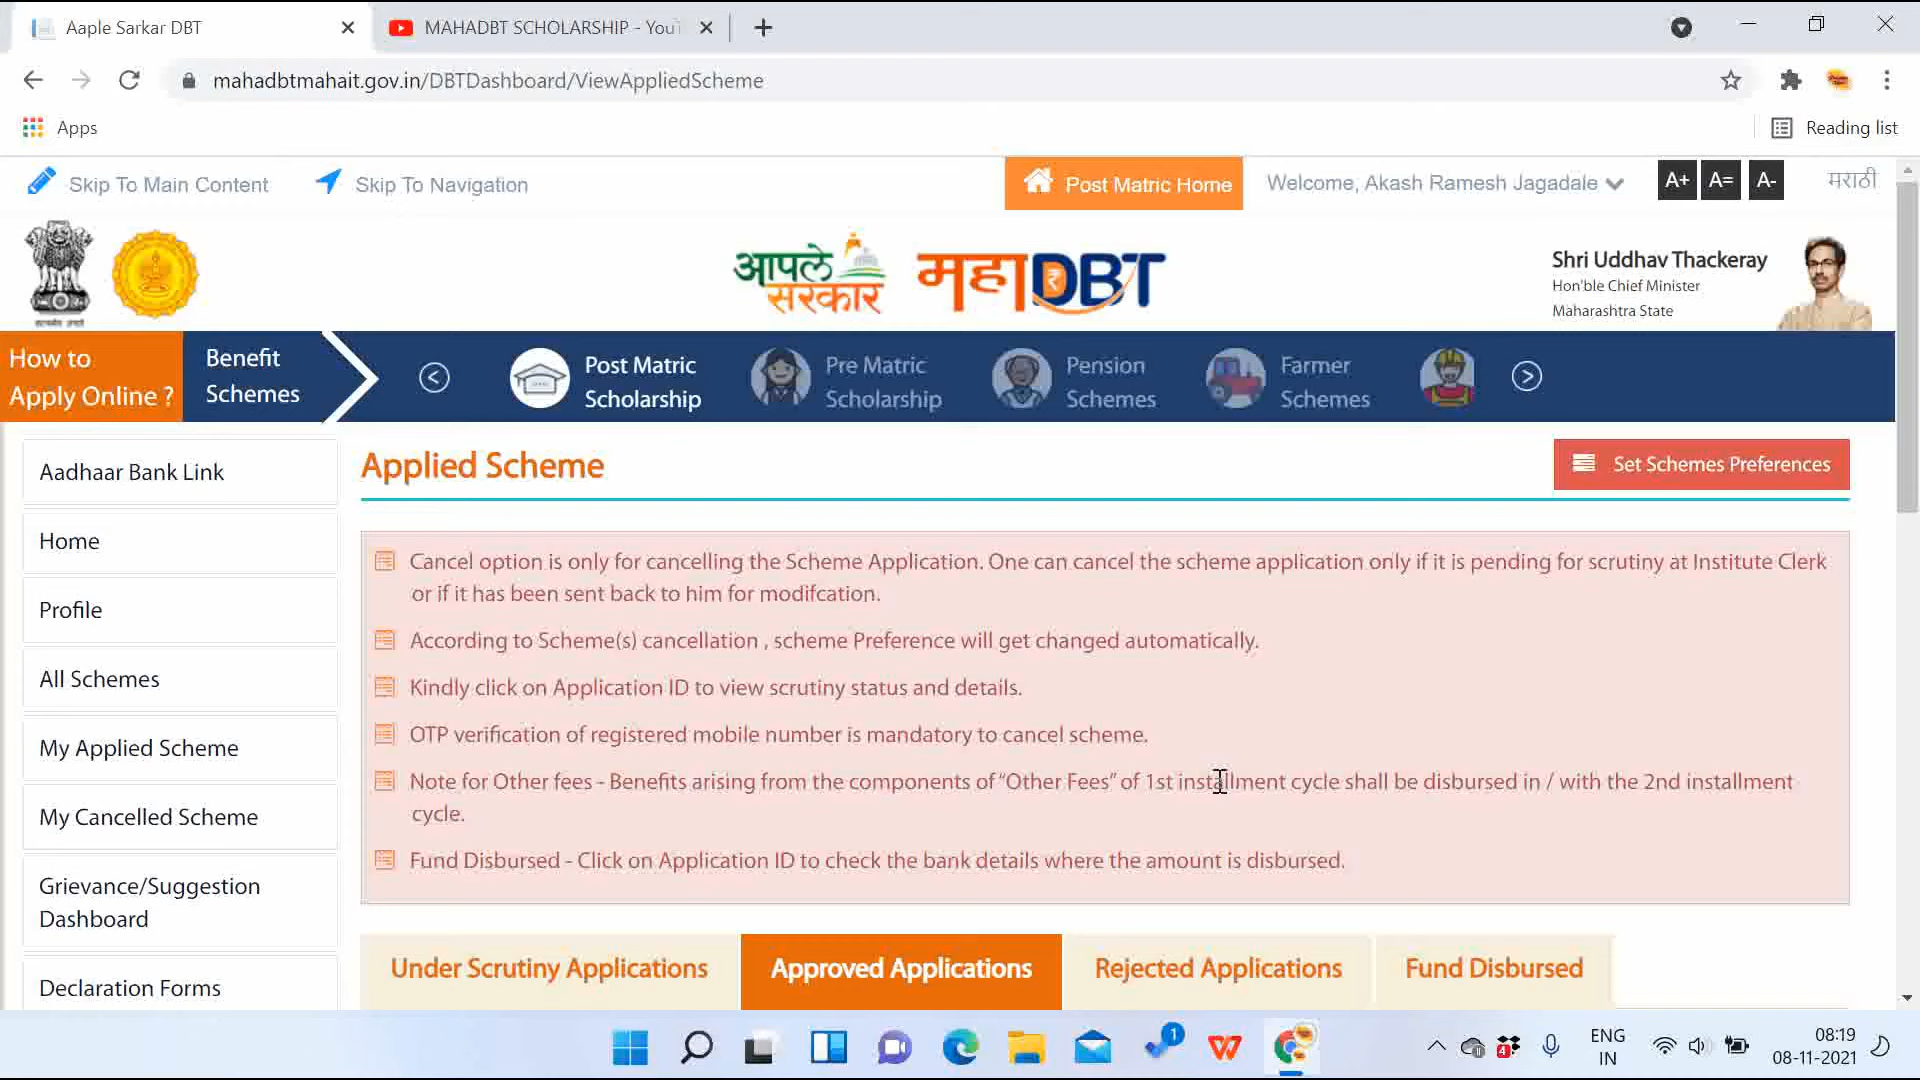 Aaple Sarkar DBT
MAHADBT SCHOLARSHIP - You
mahadbtmahait.gov.in/DBTDashboard/ViewAppliedScheme
Apps
Reading list
Skip To Main Content
Skip To Navigation
Post Matric Home
Welcome, Akash Ramesh Jagadale
A+
A=
A-
मराठी
आपले
सरकार
महाDBT
Shri Uddhav Thackeray
Hon'ble Chief Minister
Maharashtra State
How to
Apply Online ?
Benefit
Schemes
Post Matric
Scholarship
Pre Matric
Scholarship
Pension
Schemes
Farmer
Schemes
Aadhaar Bank Link
Home
Profile
All Schemes
My Applied Scheme
My Cancelled Scheme
Grievance/Suggestion
Dashboard
Declaration Forms
Applied Scheme
Set Schemes Preferences
Cancel option is only for cancelling the Scheme Application. One can cancel the scheme application only if it is pending for scrutiny at Institute Clerk
or if it has been sent back to him for modifcation.
According to Scheme(s) cancellation , scheme Preference will get changed automatically.
Kindly click on Application ID to view scrutiny status and details.
OTP verification of registered mobile number is mandatory to cancel scheme.
Note for Other fees - Benefits arising from the components of “Other Fees” of 1st installment cycle shall be disbursed in / with the 2nd installment
cycle.
Fund Disbursed - Click on Application ID to check the bank details where the amount is disbursed.
Under Scrutiny Applications
Approved Applications
Rejected Applications
Fund Disbursed
1
4
ENG
IN
08:19
08-11-2021